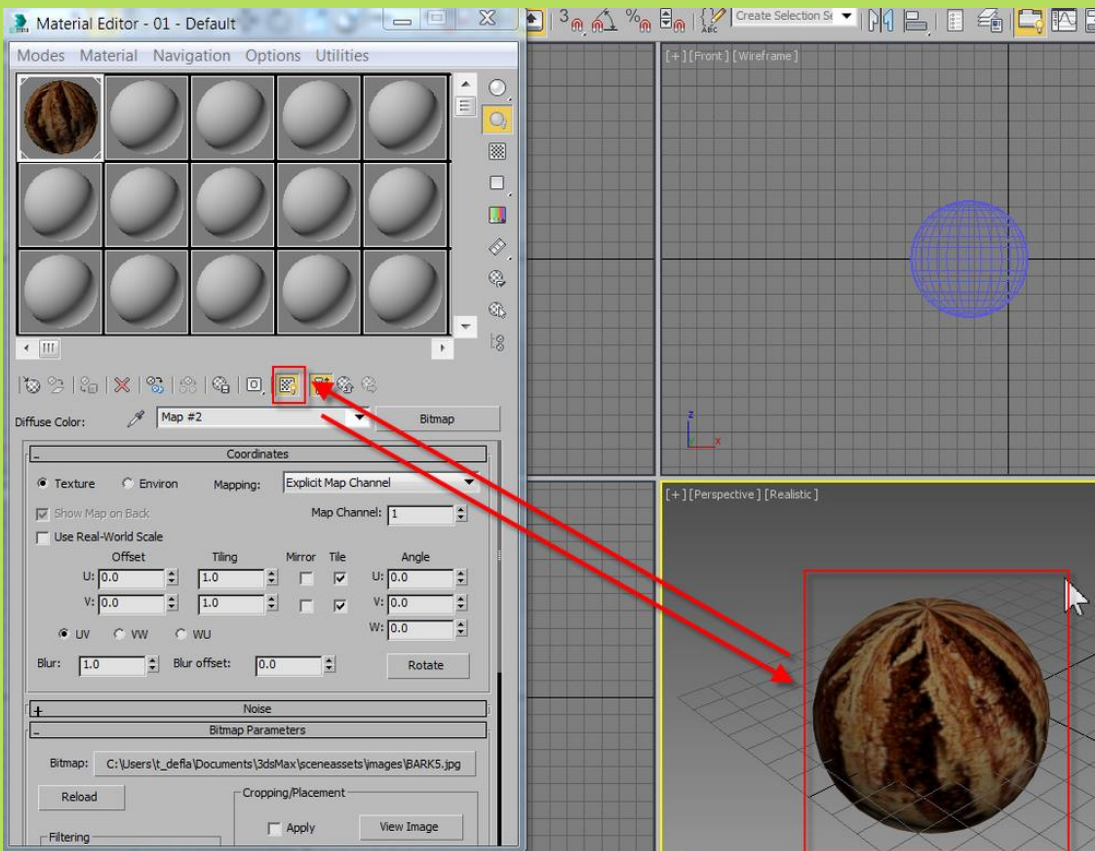 Material Editor - 01 - Default
Modes Material Navigation Options Utilities
3 % ABC Create Selection Se
[+][Front][Wireframe]
z
y x
Diffuse Color: Map #2 Bitmap
Coordinates
Texture Environ Mapping: Explicit Map Channel
Show Map on Back Map Channel: 1
Use Real-World Scale
Offset Tiling Mirror Tile Angle
U: 0.0 1.0 U: 0.0
V: 0.0 1.0 V: 0.0
W: 0.0
UV VW WU
Blur: 1.0 Blur offset: 0.0 Rotate
+ Noise
- Bitmap Parameters
Bitmap: C:\Users\t_defla\Documents\3dsMax\sceneassets\images\BARK5.jpg
Reload Cropping/Placement
Apply View Image
Filtering
[+][Perspective][Realistic]